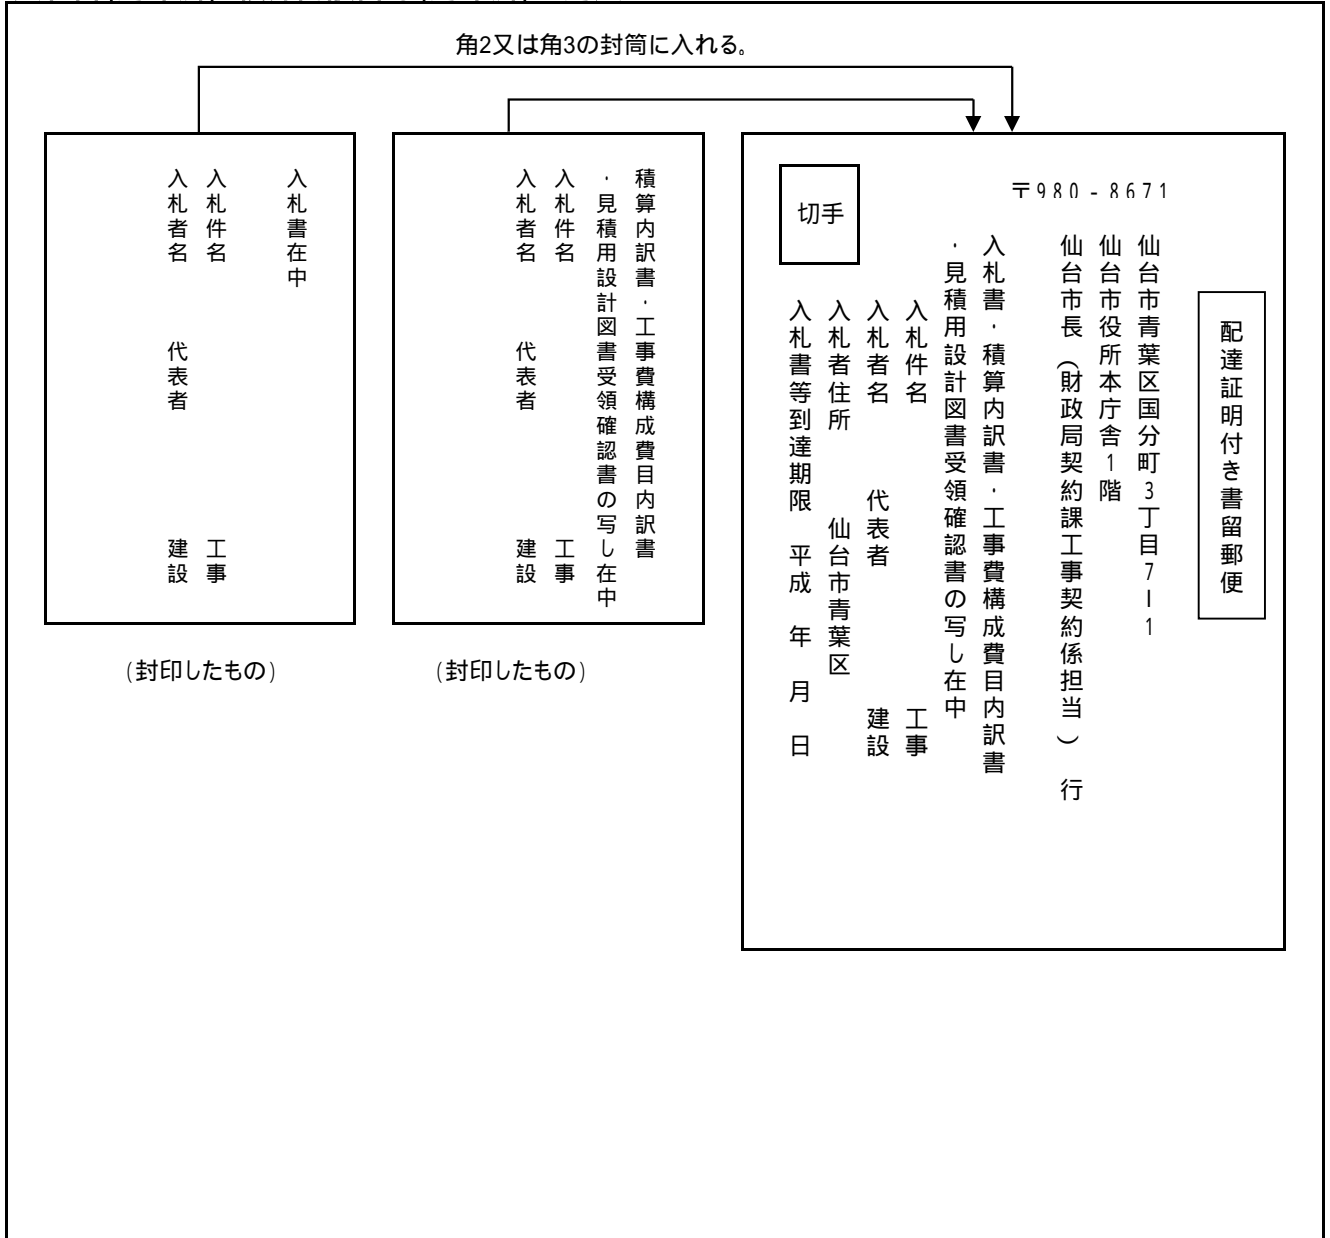 角2又は角3の封筒に入れる。
入札書在中
入札件名 工事
入札者名 代表者 建設
(封印したもの)
積算内訳書・工事費構成費目内訳書
・見積用設計図書受領確認書の写し在中
入札件名 工事
入札者名 代表者 建設
(封印したもの)
切手
〒980-8671
配達証明付き書留郵便
仙台市青葉区国分町3丁目7ー1
仙台市役所本庁舎1階
仙台市長(財政局契約課工事契約係担当) 行
入札書・積算内訳書・工事費構成費目内訳書
・見積用設計図書受領確認書の写し在中
入札件名 工事
入札者名 代表者 建設
入札者住所 仙台市青葉区
入札書等到達期限 平成 年 月 日